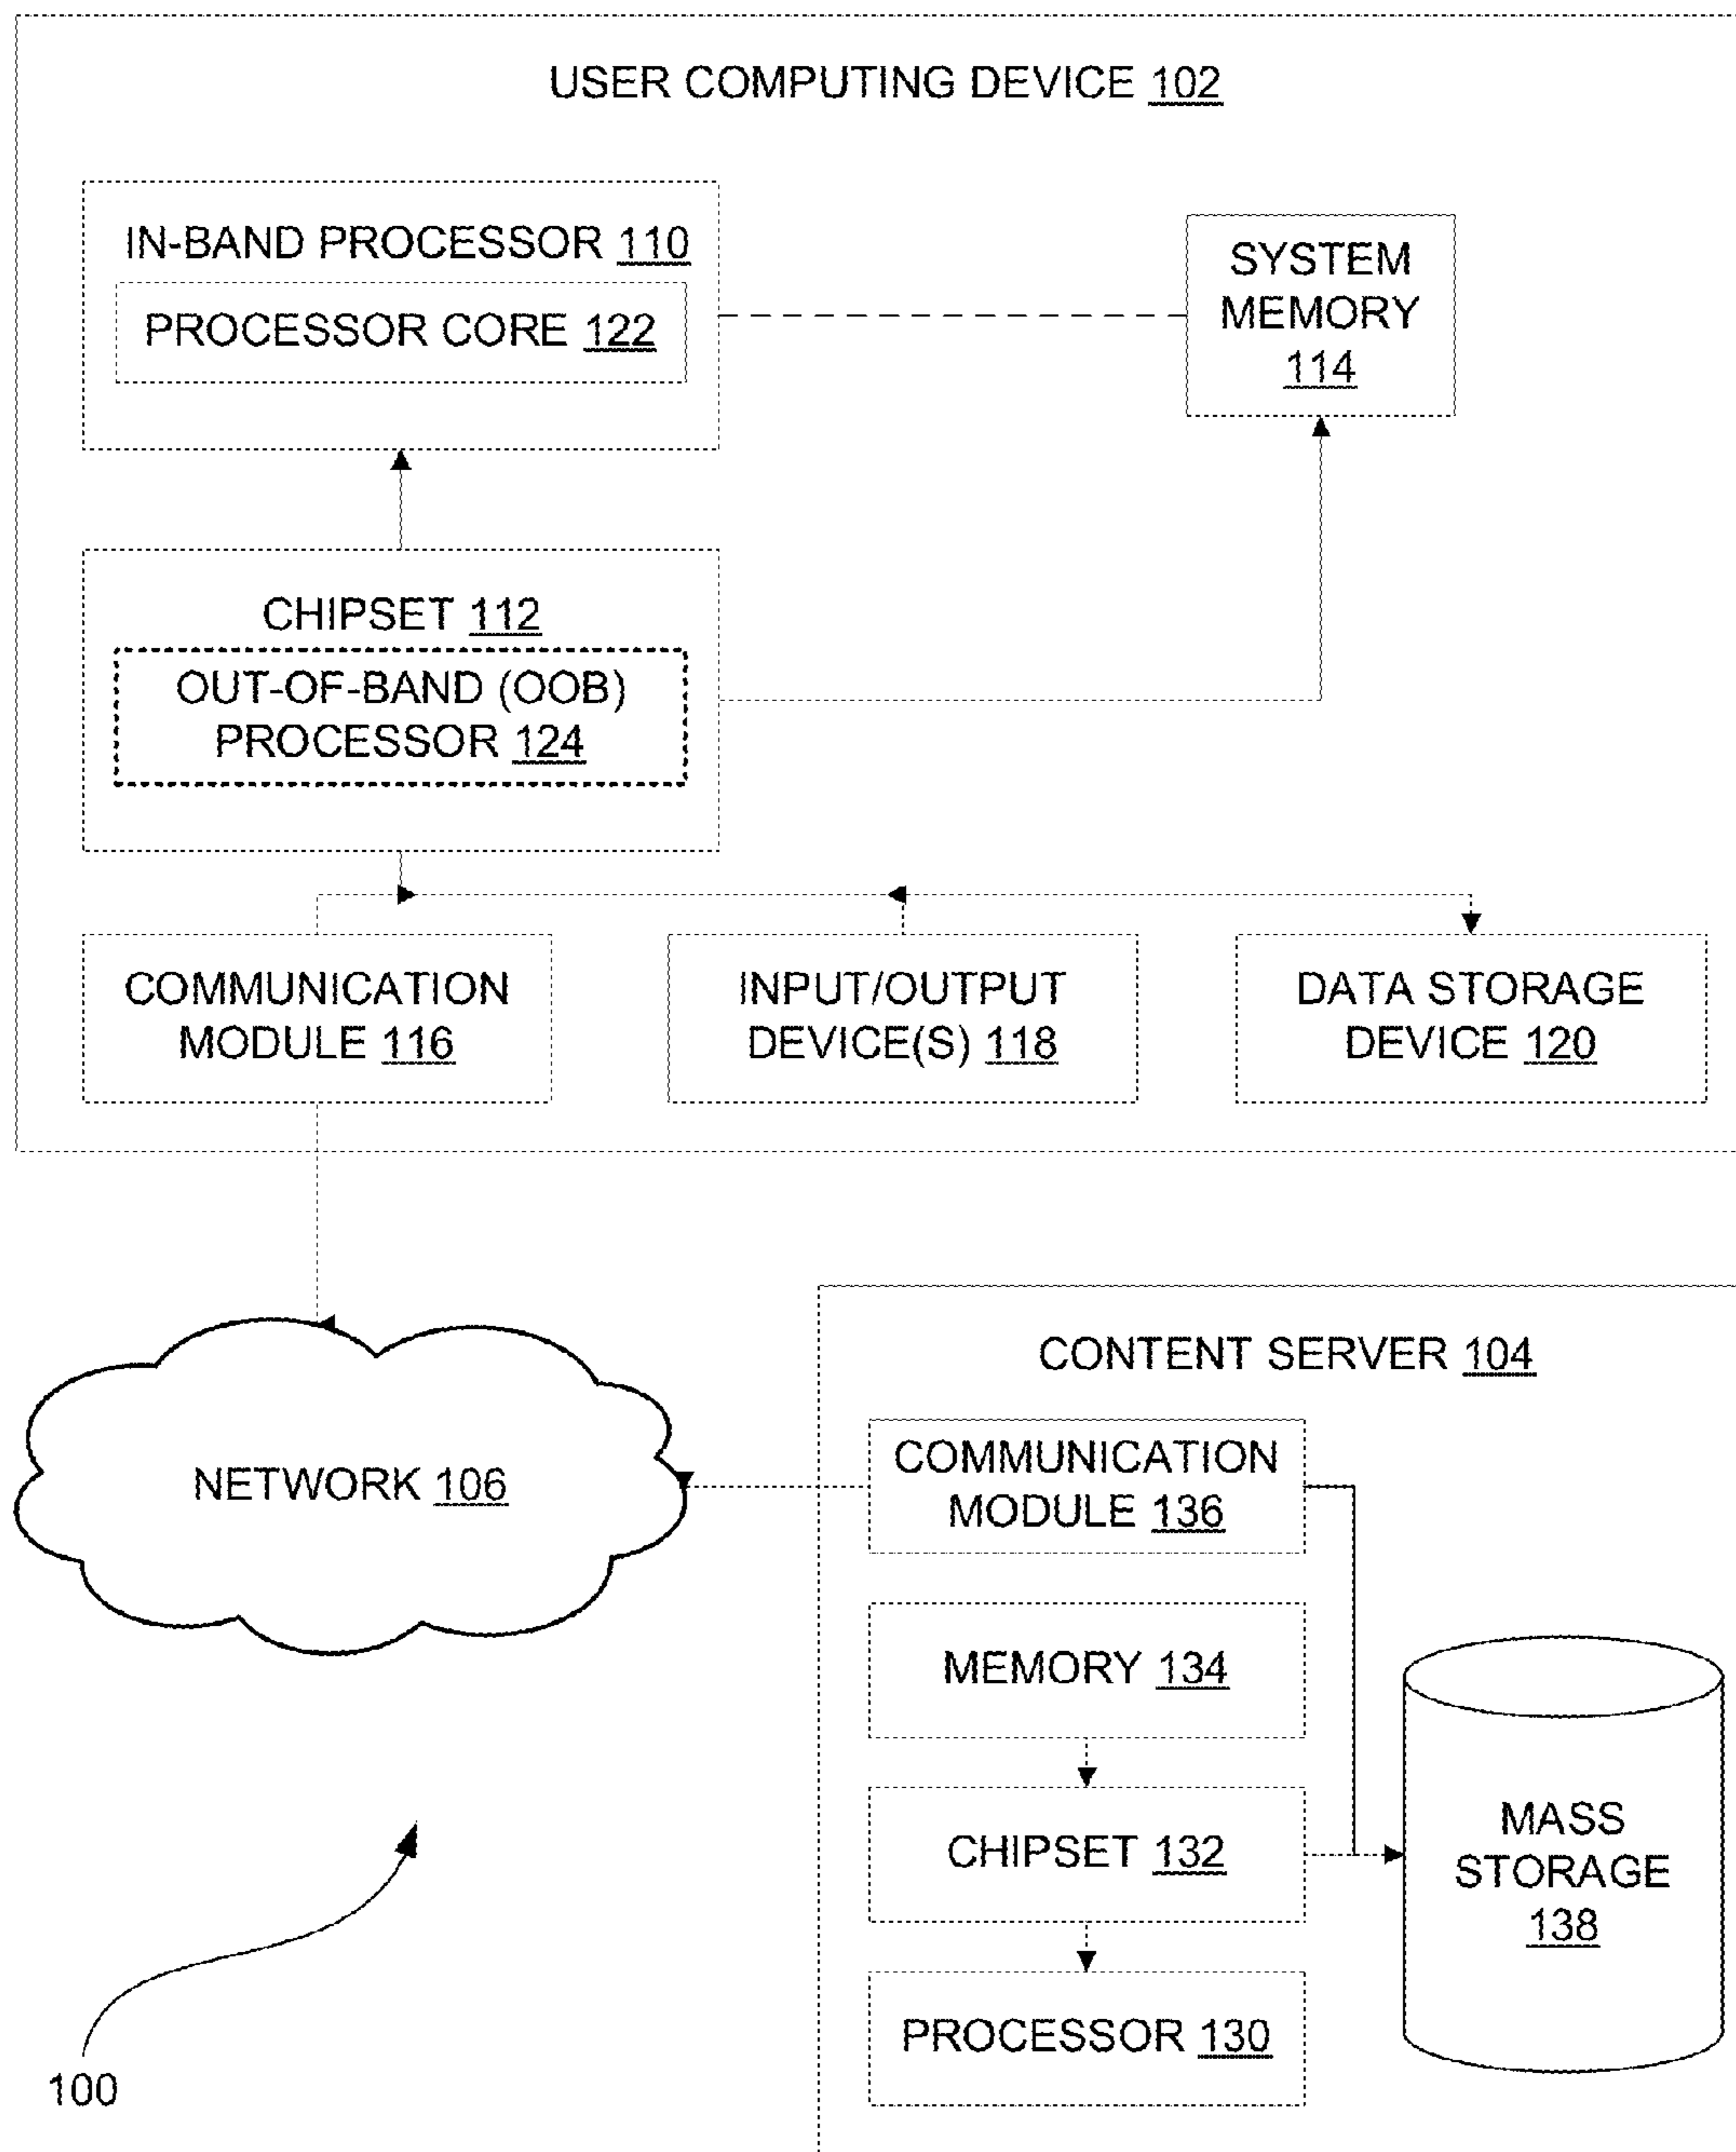 USER COMPUTING DEVICE 102
IN-BAND PROCESSOR 110
PROCESSOR CORE 122
SYSTEM
MEMORY
114
CHIPSET 112
OUT-OF-BAND (OOB)
PROCESSOR 124
COMMUNICATION
MODULE 116
INPUT/OUTPUT
DEVICE(S) 118
DATA STORAGE
DEVICE 120
NETWORK 106
CONTENT SERVER 104
COMMUNICATION
MODULE 136
MEMORY 134
CHIPSET 132
PROCESSOR 130
MASS
STORAGE
138
100